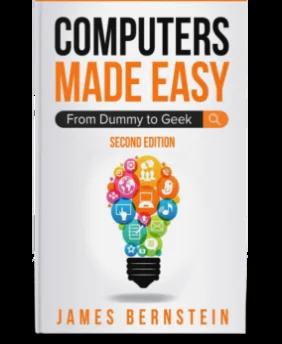 COMPUTERS
MADE EASY
From Dummy to Geek
SECOND EDITION
JAMES BERNSTEIN